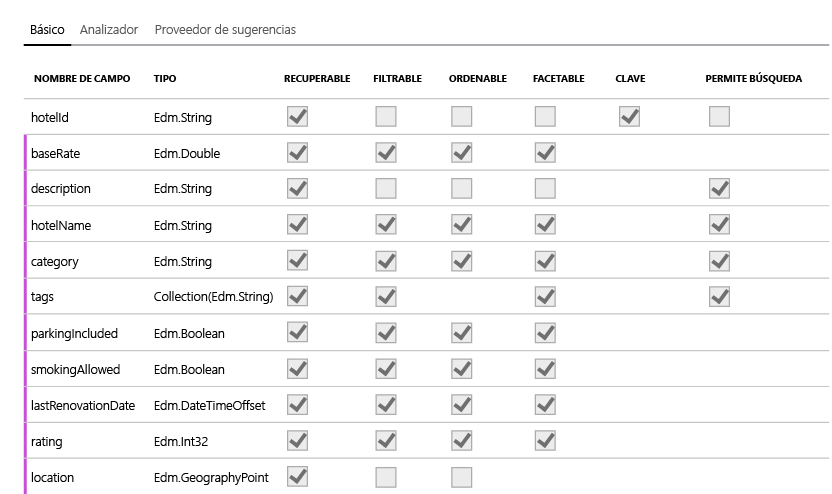 Básico Analizador Proveedor de sugerencias
NOMBRE DE CAMPO TIPO RECUPERABLE FILTRABLE ORDENABLE FACETABLE CLAVE PERMITE BÚSQUEDA
hotelId Edm.String
baseRate Edm.Double
description Edm.String
hotelName Edm.String
category Edm.String
tags Collection(Edm.String)
parkingIncluded Edm.Boolean
smokingAllowed Edm.Boolean
lastRenovationDate Edm.DateTimeOffset
rating Edm.Int32
location Edm.GeographyPoint